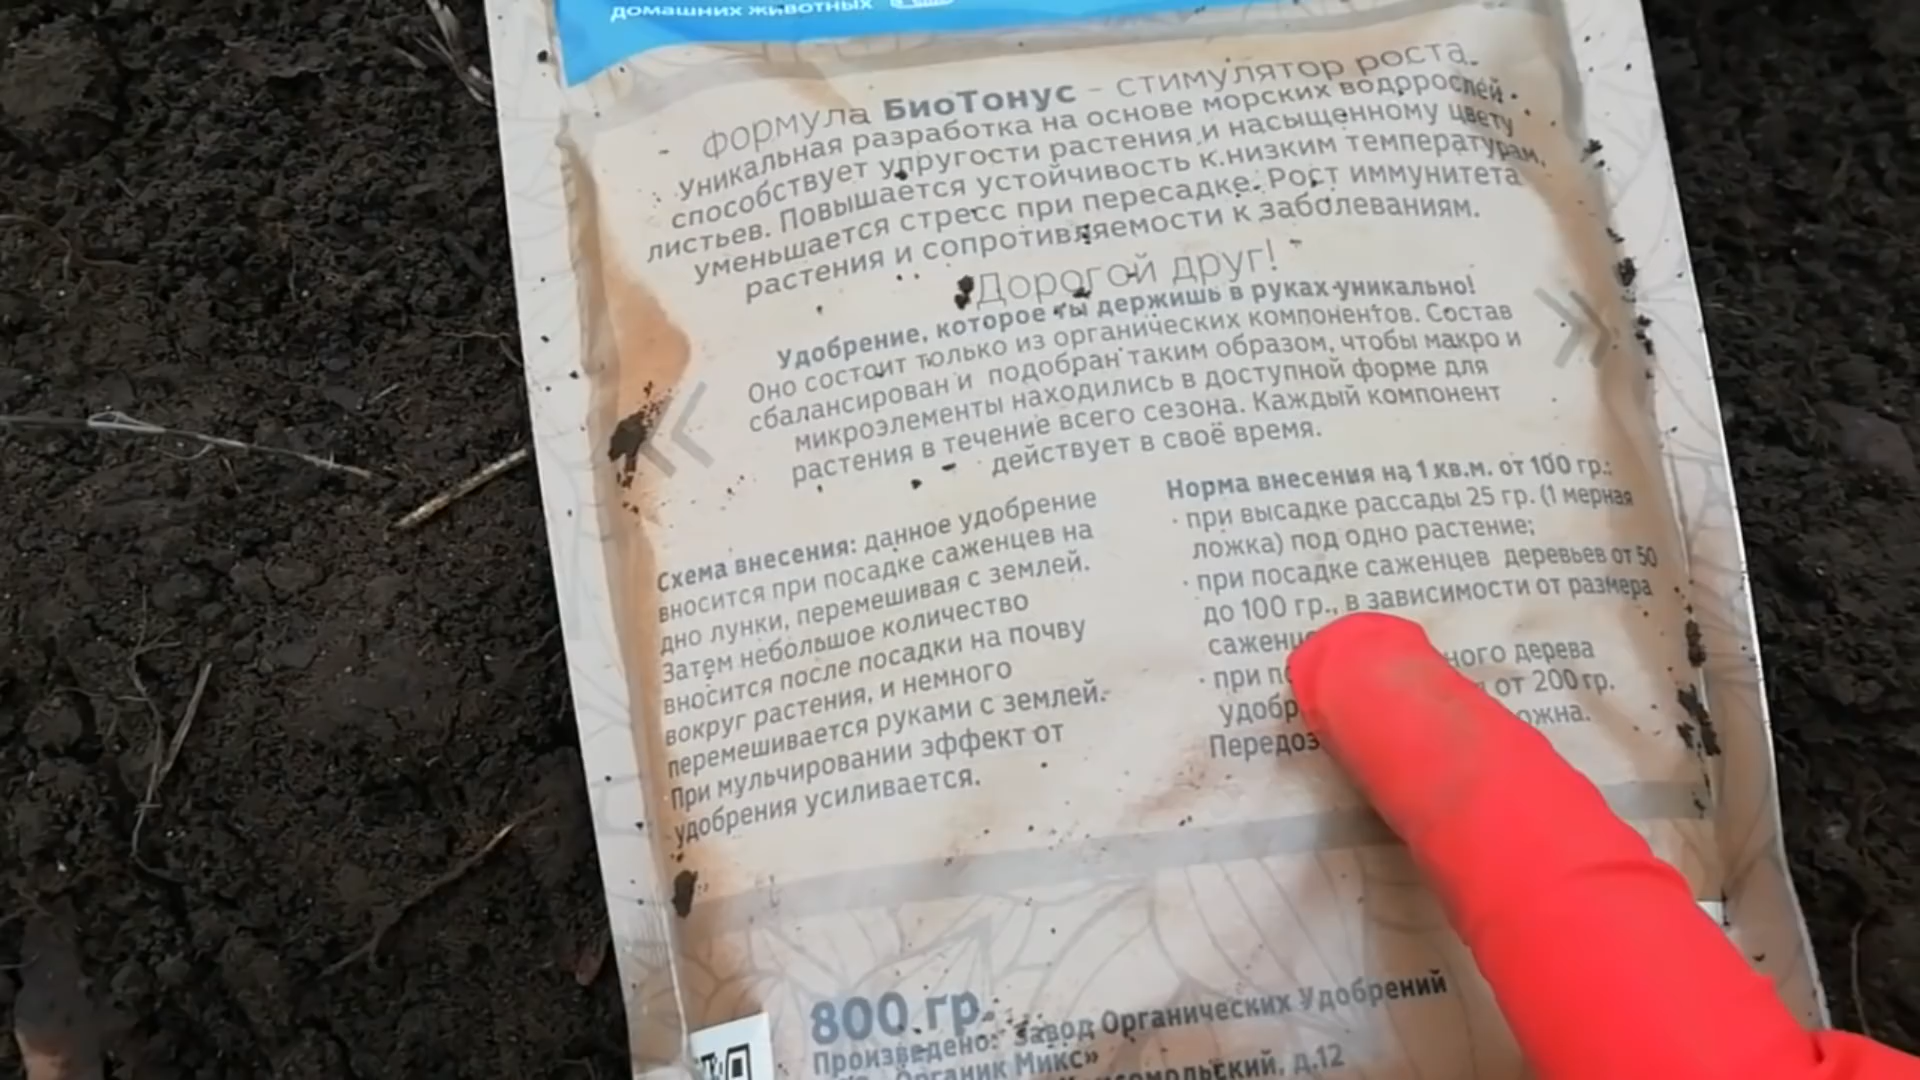 домашних животных
формула БиоТонус – стимулятор роста.
Уникальная разработка на основе морских водорослей
способствует упругости растения и насыщенному цвету
листьев. Повышается устойчивость к низким температурам,
уменьшается стресс при пересадке. Рост иммунитета
растения и сопротивляемости к заболеваниям.
Дорогой друг!
Удобрение, которое ты держишь в руках-уникально!
Оно состоит только из органических компонентов. Состав
сбалансирован и подобран таким образом, чтобы макро и
микроэлементы находились в доступной форме для
растения в течение всего сезона. Каждый компонент
действует в своё время.
Схема внесения: данное удобрение
вносится при посадке саженцев на
дно лунки, перемешивая с землей.
Затем небольшое количество
вносится после посадки на почву
вокруг растения, и немного
перемешивается руками с землей.
При мульчировании эффект от
удобрения усиливается.
Норма внесения на 1 кв.м. от 100 гр.:
· при высадке рассады 25 гр. (1 мерная
ложка) под одно растение;
· при посадке саженцев деревьев от 50
до 100 гр., в зависимости от размера
саженц
· при п ного дерева
удобр от 200 гр.
Передоз ожна.
800 гр.
Произведено: Завод Органических Удобрений
Органик Микс»
сомольский, д.12